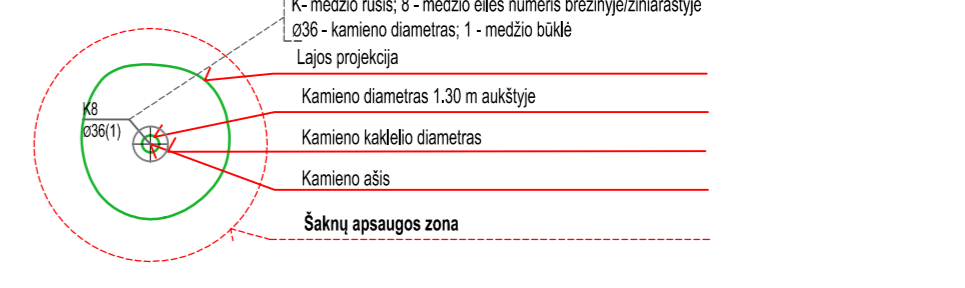 K- medžio rūšis; 8 - medžio eilės numeris brėžinyje/žiniaraštyje
Ø36 - kamieno diametras; 1 - medžio būklė
Lajos projekcija
Kamieno diametras 1.30 m aukštyje
K8
Ø36(1)
Kamieno kaklelio diametras
Kamieno ašis
Šaknų apsaugos zona